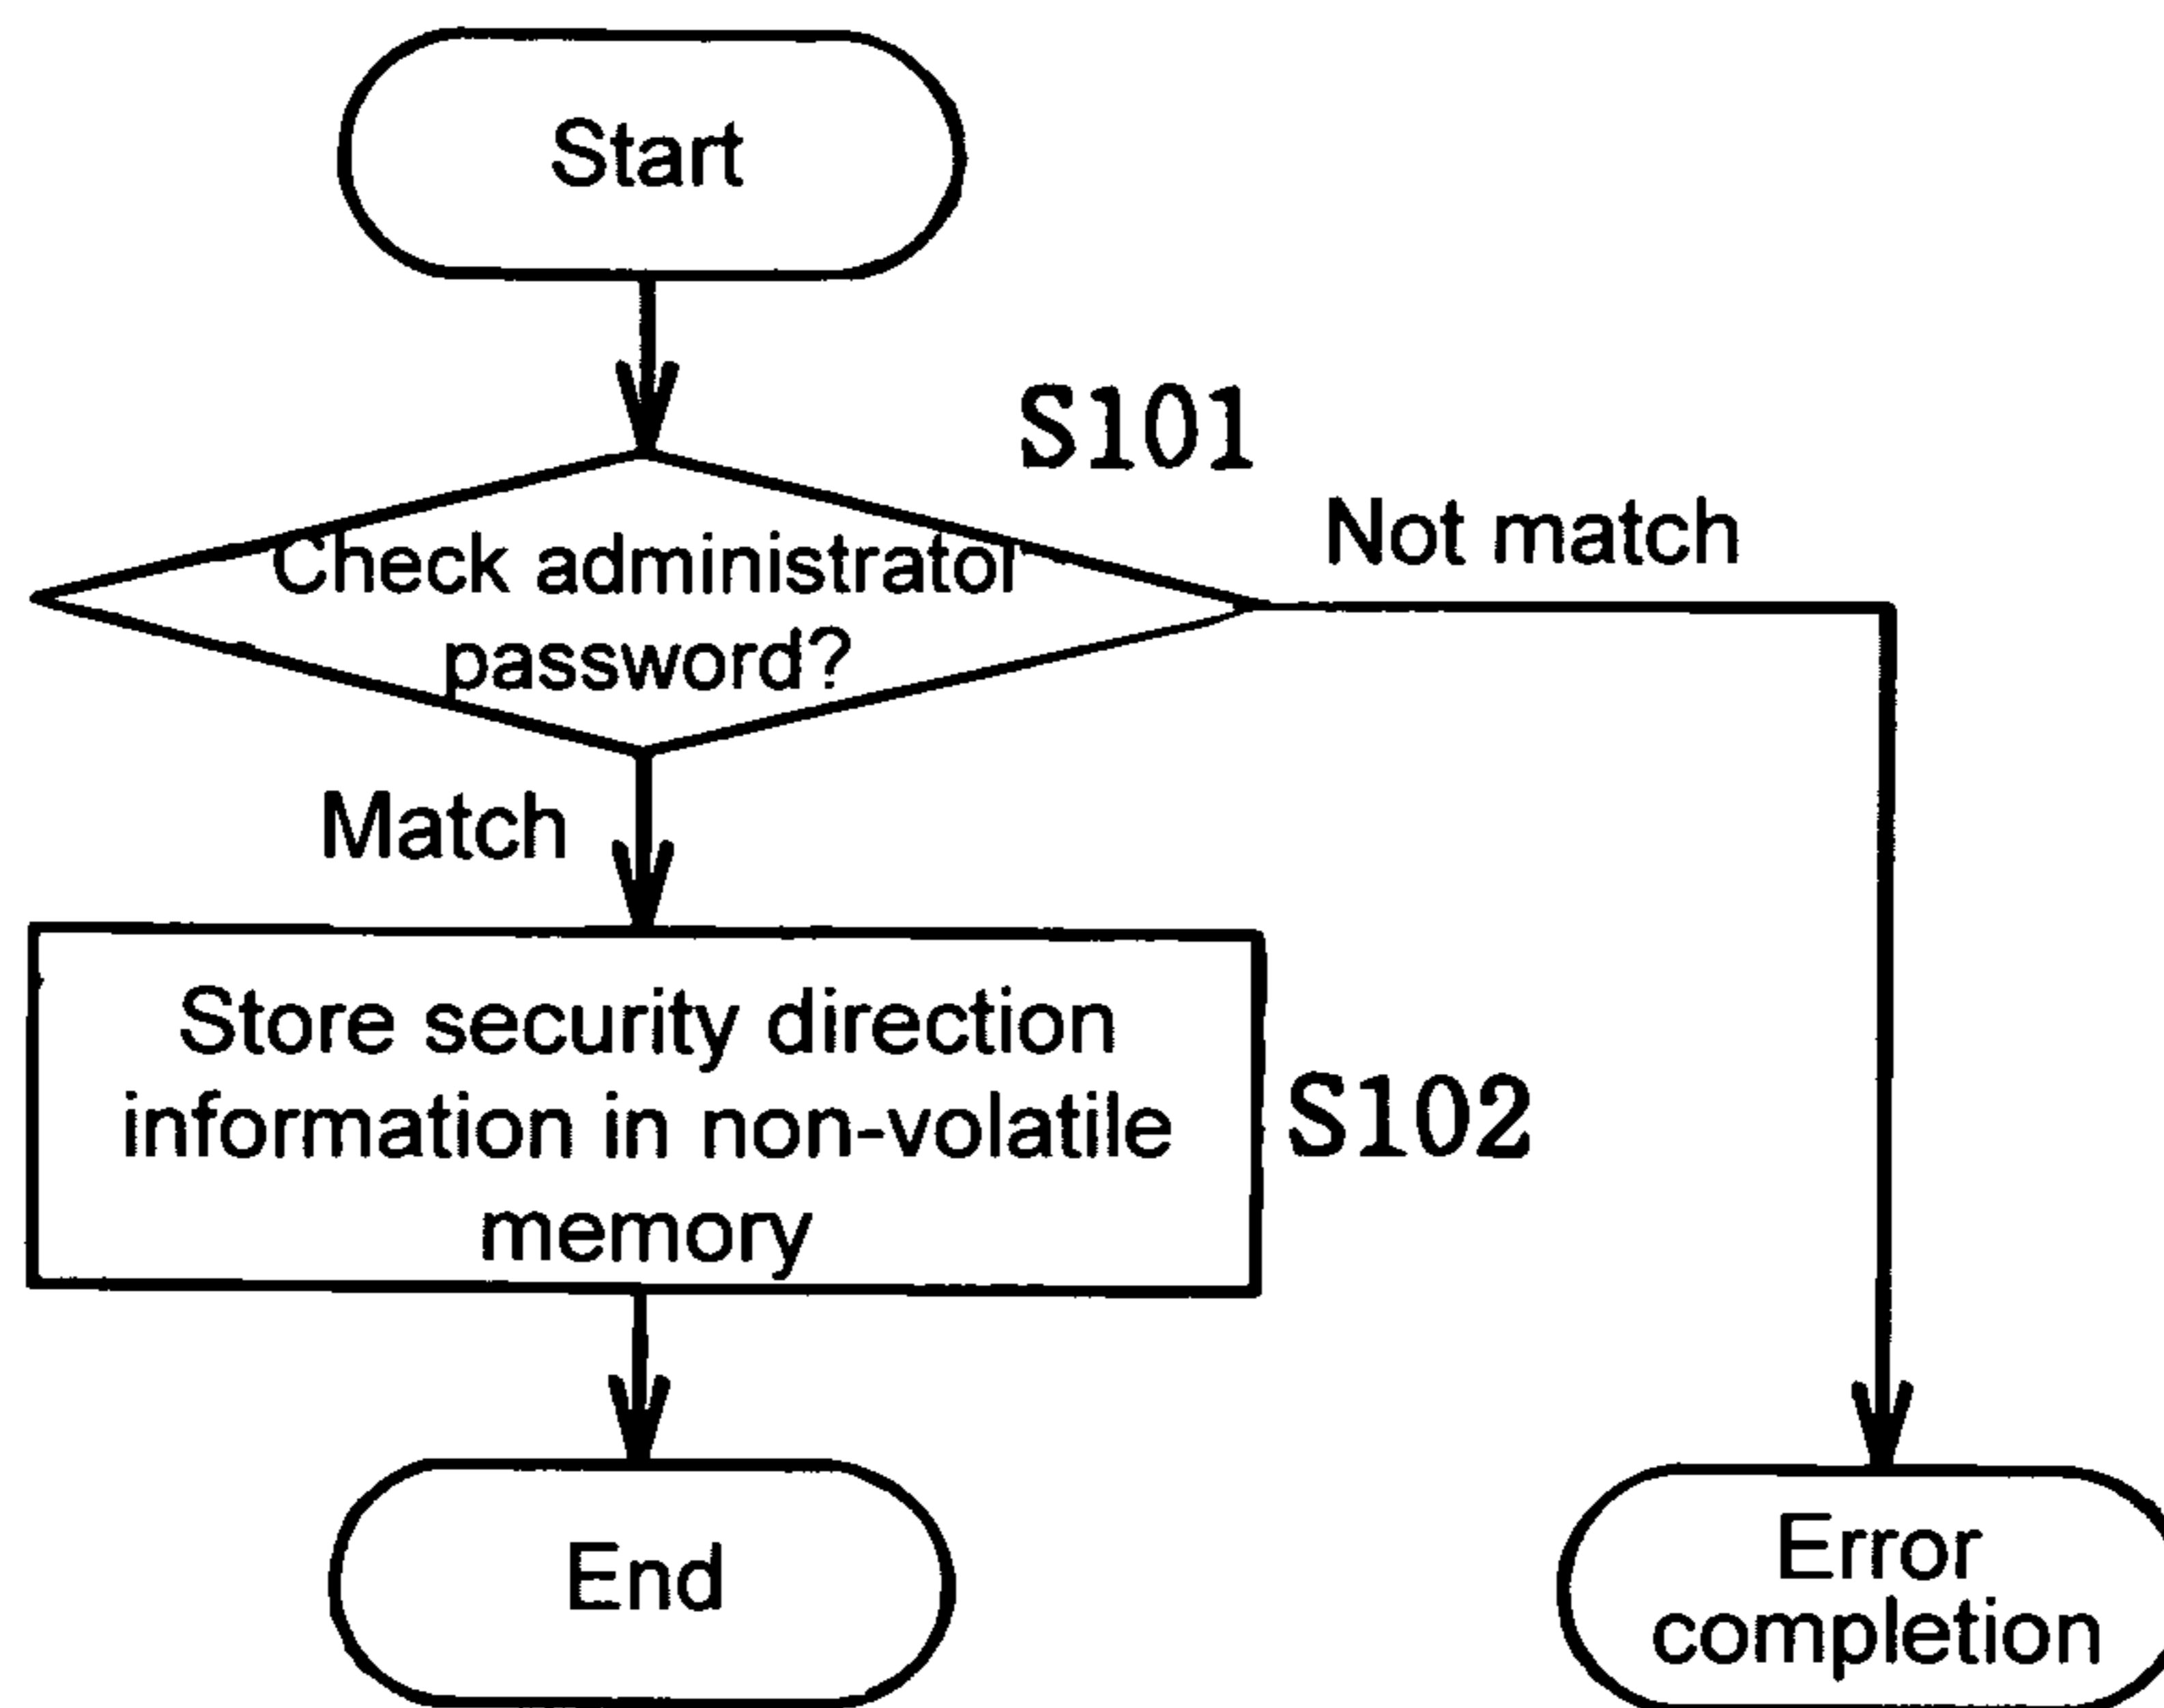 Start
S101
Not match
Check administrator
password?
Match
Store security direction
information in non-volatile
memory
S102
End
Error
completion